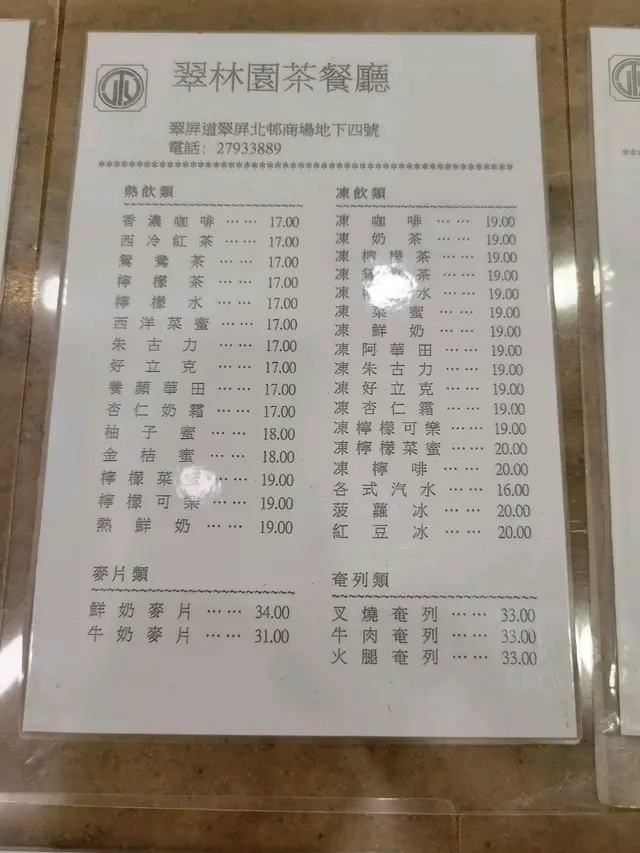 翠林園茶餐廳
翠屏道翠屏北邨商場地下四號
電話: 27933889
************************************************************
熱飲類
香濃咖啡 …… 17.00
西冷紅茶 …… 17.00
鴛鴦茶 …… 17.00
檸檬茶 …… 17.00
檸檬水 …… 17.00
西洋菜蜜 …… 17.00
朱古力 …… 17.00
好立克 …… 17.00
養顏華田 …… 17.00
杏仁奶霜 …… 17.00
柚子蜜 …… 18.00
金桔蜜 …… 18.00
檸檬菜 …… 19.00
檸檬可樂 …… 19.00
熱鮮奶 …… 19.00
麥片類
鮮奶麥片 …… 34.00
牛奶麥片 …… 31.00
凍飲類
凍咖啡 …… 19.00
凍奶茶 …… 19.00
凍檸檬茶 …… 19.00
凍鴛鴦茶 …… 19.00
凍檸水 …… 19.00
凍菜蜜 …… 19.00
凍鮮奶 …… 19.00
凍阿華田 …… 19.00
凍朱古力 …… 19.00
凍好立克 …… 19.00
凍杏仁霜 …… 19.00
凍檸檬可樂 …… 19.00
凍檸檬菜蜜 …… 20.00
凍檸啡 …… 20.00
各式汽水 …… 16.00
菠蘿冰 …… 20.00
紅豆冰 …… 20.00
奄列類
叉燒奄列 …… 33.00
牛肉奄列 …… 33.00
火腿奄列 …… 33.00